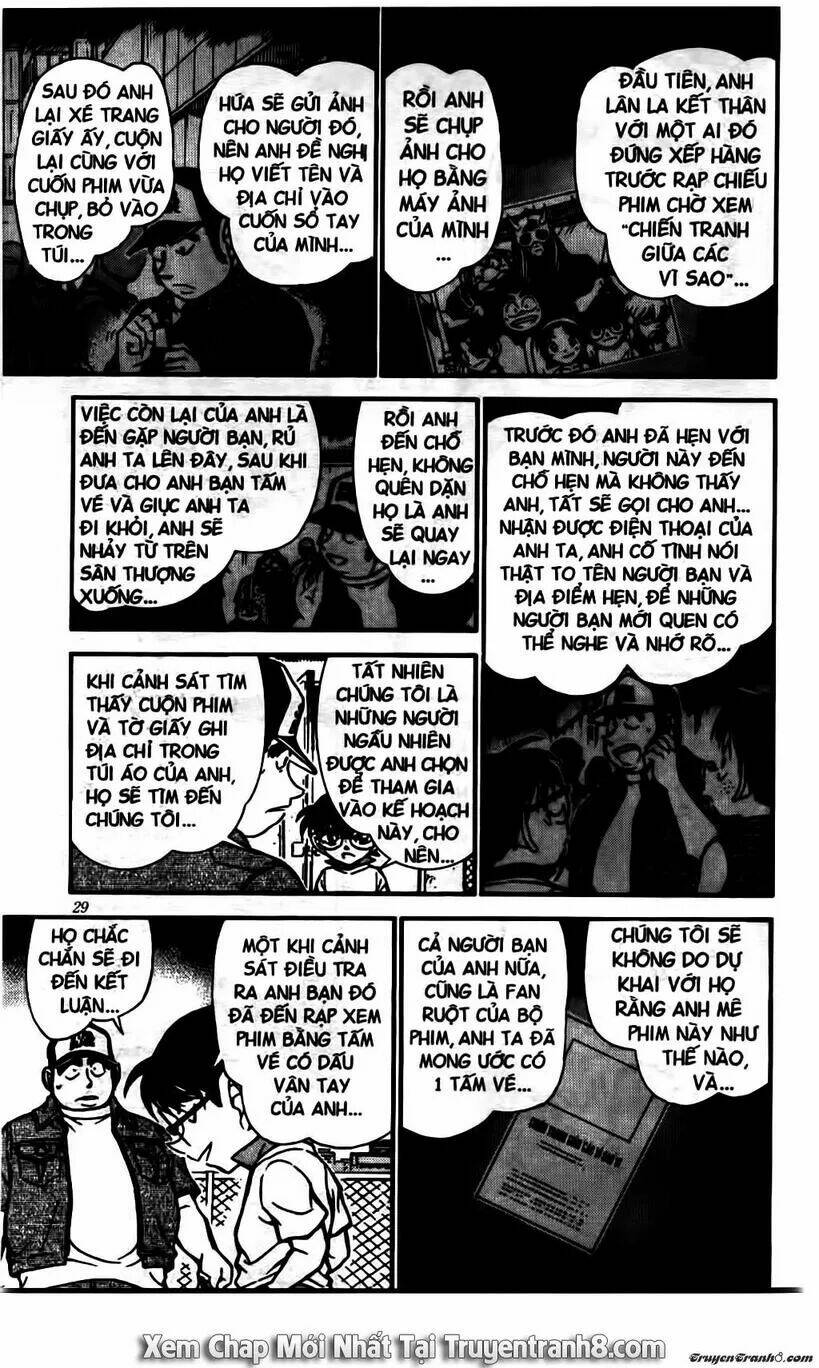 ĐẦU TIÊN, ANH
LÂN LA KẾT THÂN
VỚI MỘT AI ĐÓ
ĐỨNG XẾP HÀNG
TRƯỚC RẠP CHIẾU
PHIM CHỜ XEM
"CHIẾN TRANH
GIỮA CÁC
VÌ SAO"...
RỒI ANH
SẼ CHỤP
ẢNH CHO
HỌ BẰNG
MÁY ẢNH
CỦA MÌNH
...
HỨA SẼ GỬI ẢNH
CHO NGƯỜI ĐÓ,
NÊN ANH ĐỀ NGHỊ
HỌ VIẾT TÊN VÀ
ĐỊA CHỈ VÀO
CUỐN SỔ TAY
CỦA MÌNH...
SAU ĐÓ ANH
LẠI XÉ TRANG
GIẤY ẤY, CUỘN
LẠI CÙNG VỚI
CUỐN PHIM VỪA
CHỤP, BỎ VÀO
TRONG
TÚI...
TRƯỚC ĐÓ ANH ĐÃ HẸN VỚI
BẠN MÌNH, NGƯỜI NÀY ĐẾN
CHỖ HẸN MÀ KHÔNG THẤY
ANH, TẤT SẼ GỌI CHO ANH...
NHẬN ĐƯỢC ĐIỆN THOẠI CỦA
ANH TA, ANH CỐ TÌNH NÓI
THẬT TO TÊN NGƯỜI BẠN VÀ
ĐỊA ĐIỂM HẸN, ĐỂ NHỮNG
NGƯỜI BẠN MỚI QUEN CÓ
THỂ NGHE VÀ NHỚ RÕ...
RỒI ANH
ĐẾN CHỖ
HẸN, KHÔNG
QUÊN DẶN
HỌ LÀ ANH
SẼ QUAY
LẠI NGAY
...
VIỆC CÒN LẠI CỦA ANH LÀ
ĐẾN GẶP NGƯỜI BẠN, RỦ
ANH TA LÊN ĐÂY, SAU KHI
ĐƯA CHO ANH BẠN TẤM
VÉ VÀ GIỤC ANH TA
ĐI KHỎI, ANH SẼ
NHẢY TỪ TRÊN
SÂN THƯỢNG
XUỐNG...
TẤT NHIÊN
CHÚNG TÔI LÀ
NHỮNG NGƯỜI
NGẪU NHIÊN
ĐƯỢC ANH CHỌN
ĐỂ THAM GIA
VÀO KẾ HOẠCH
NÀY, CHO
NÊN...
KHI CẢNH SÁT TÌM
THẤY CUỘN PHIM
VÀ TỜ GIẤY GHI
ĐỊA CHỈ TRONG
TÚI ÁO CỦA ANH,
HỌ SẼ TÌM ĐẾN
CHÚNG TÔI...
29
CHÚNG TÔI SẼ
KHÔNG DO DỰ
KHAI VỚI HỌ
RẰNG ANH MÊ
PHIM NÀY NHƯ
THẾ NÀO,
VÀ...
CẢ NGƯỜI BẠN
CỦA ANH NỮA,
CŨNG LÀ FAN
RUỘT CỦA BỘ
PHIM, ANH TA ĐÃ
MONG ƯỚC CÓ
1 TẤM VÉ...
MỘT KHI CẢNH
SÁT ĐIỀU TRA
RA ANH BẠN ĐÓ
ĐÃ ĐẾN RẠP XEM
PHIM BẰNG TẤM
VÉ CÓ DẤU
VÂN TAY
CỦA ANH...
HỌ CHẮC
CHẮN SẼ ĐI
ĐẾN KẾT
LUẬN...
Xem Chap Mới Nhất Tại Truyentranh8.com
TruyenTranh8.com